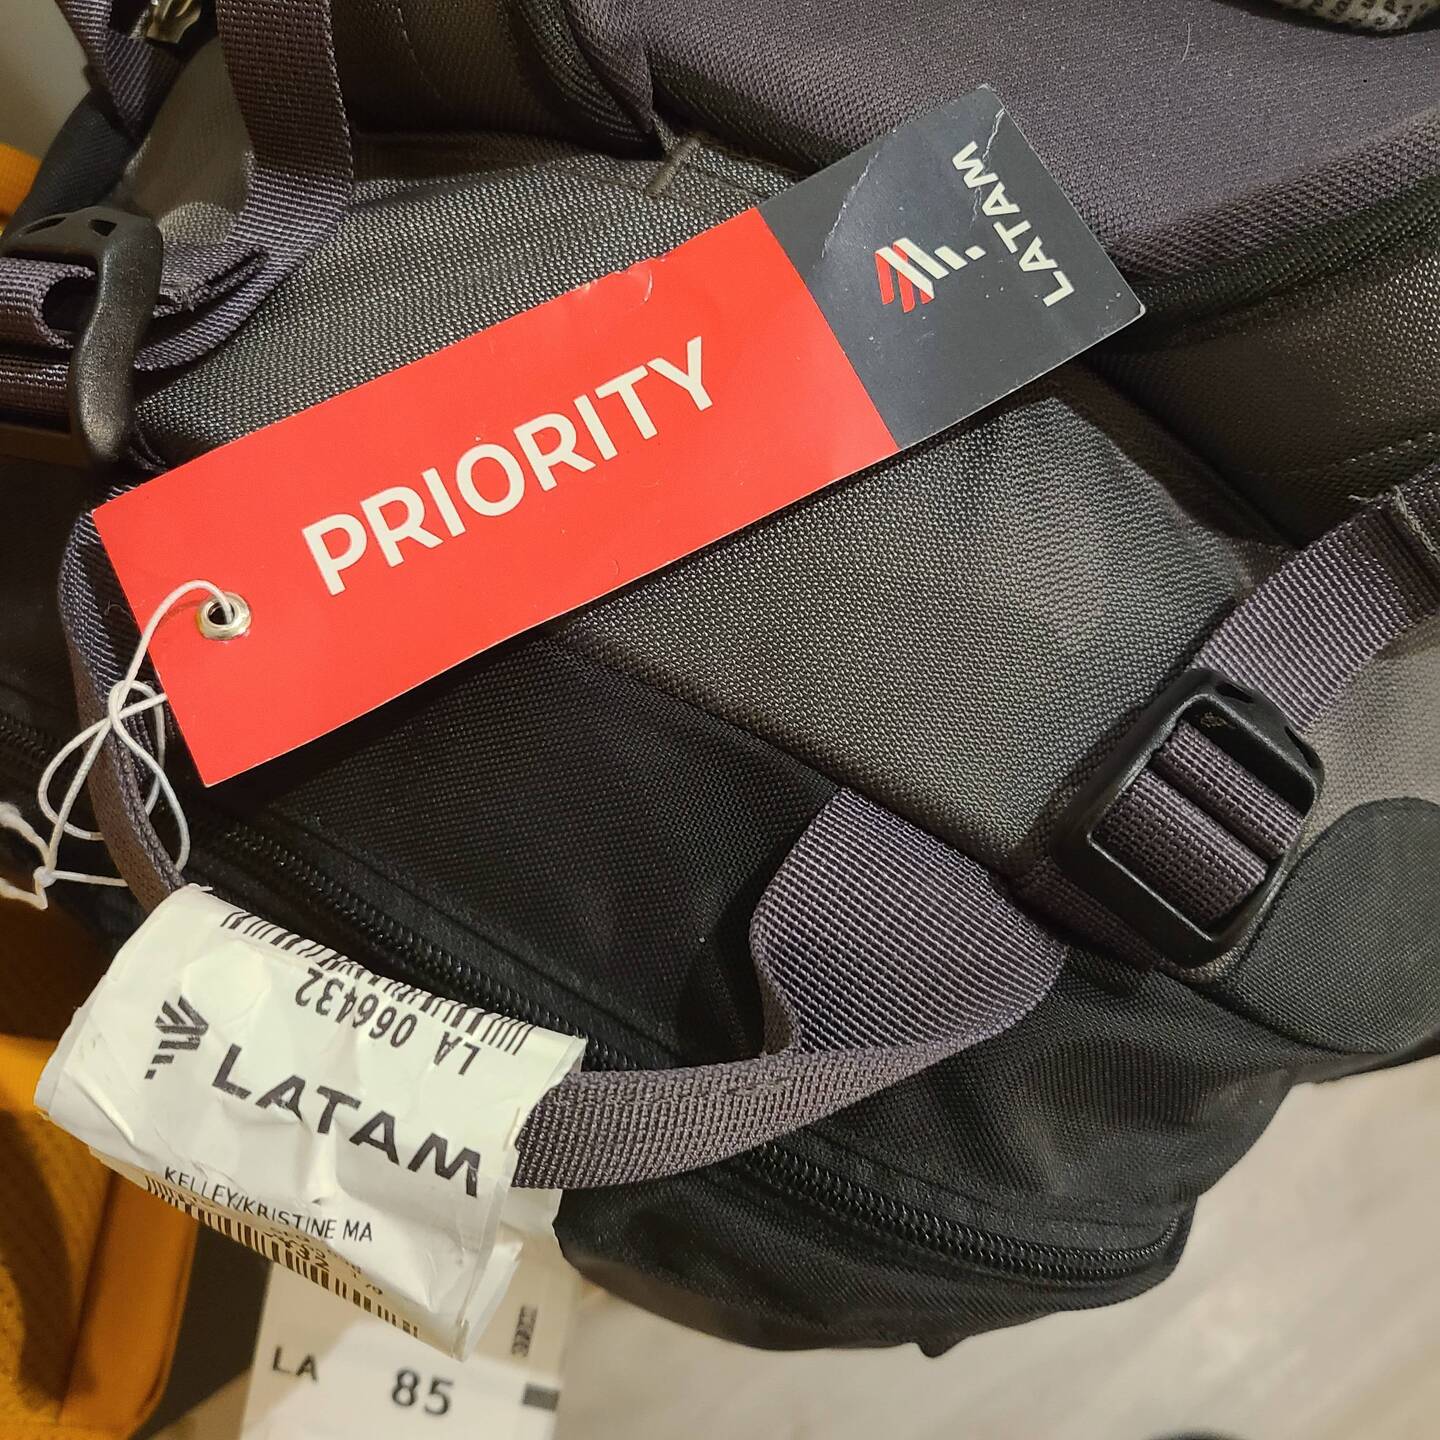 LATAM
PRIORITY
LA 066432
LATAM
KELLEY/KRISTINE MA
LA 85